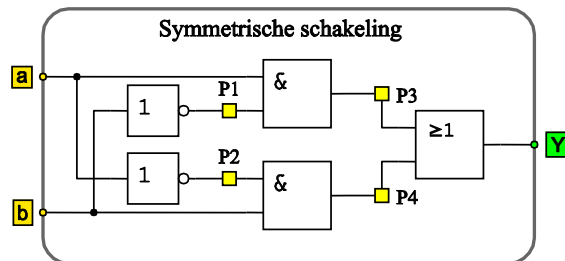 Symmetrische schakeling
a
P1
&
P3
1
≥1
Y
P2
1
&
P4
b